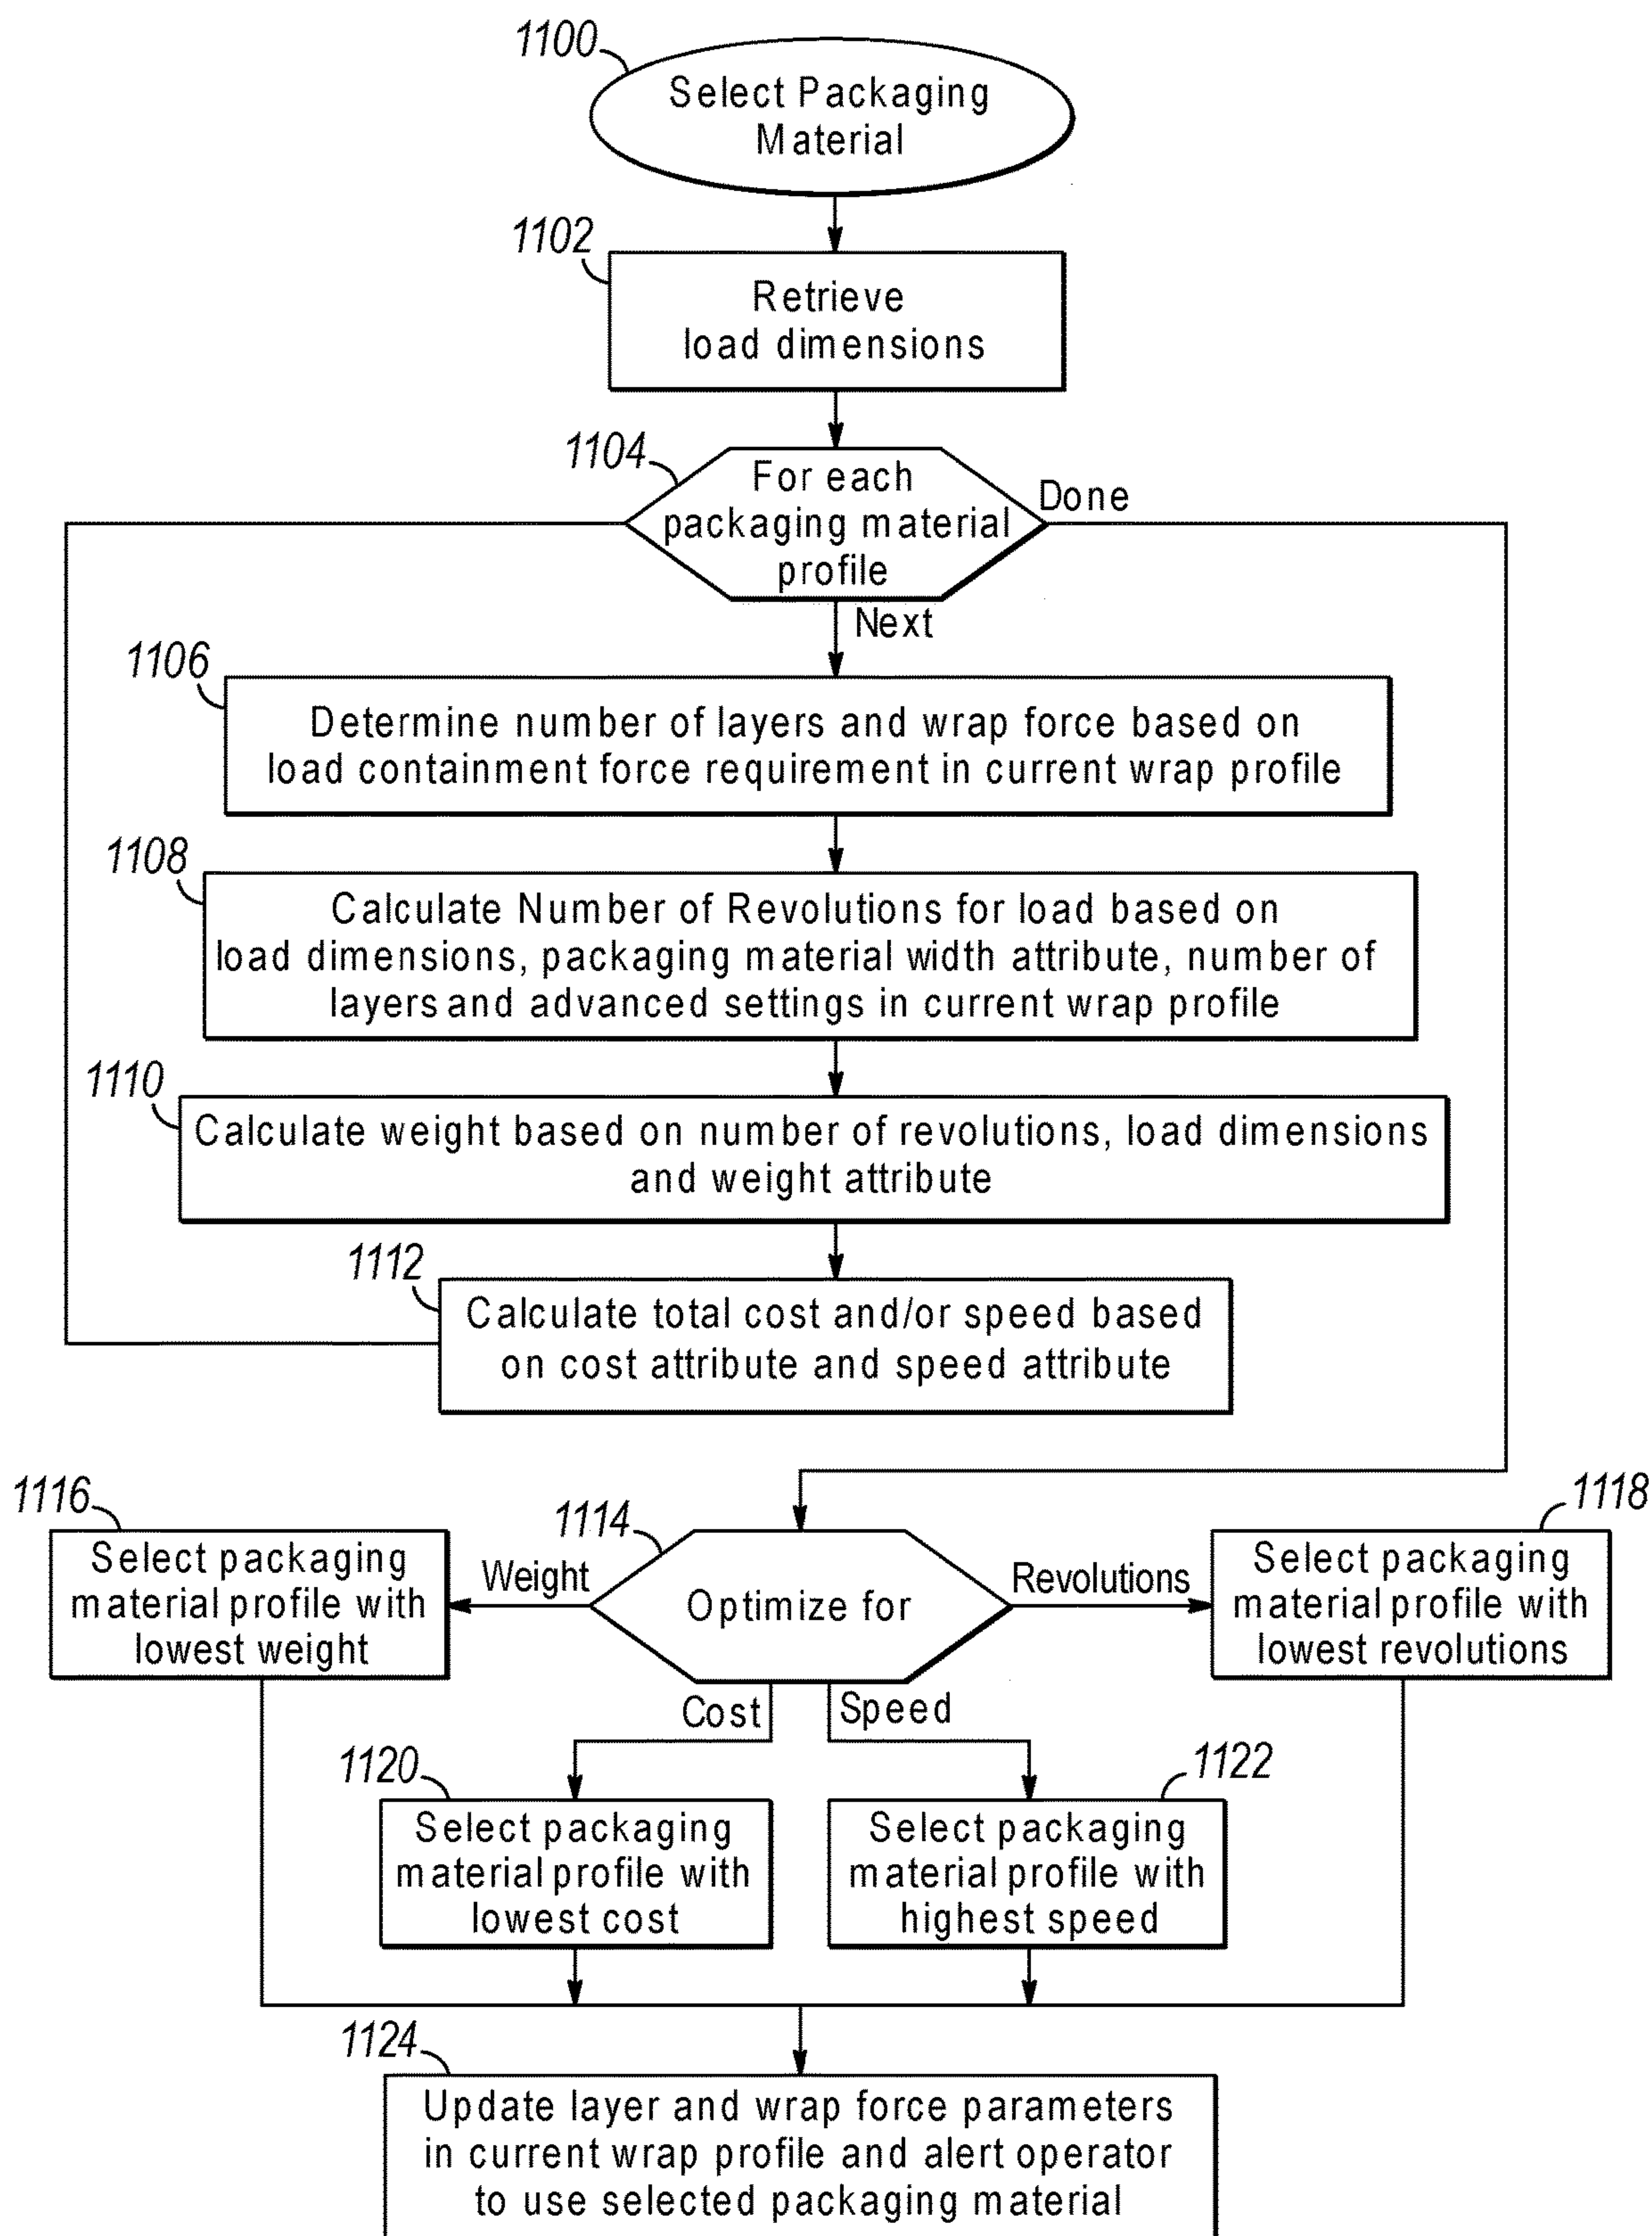 1100
Select Packaging
Material
1102
Retrieve
load dimensions
1104
For each
packaging material
profile
Done
Next
1106
Determine number of layers and wrap force based on
load containment force requirement in current wrap profile
1108
Calculate Number of Revolutions for load based on
load dimensions, packaging material width attribute, number of
layers and advanced settings in current wrap profile
1110
Calculate weight based on number of revolutions, load dimensions
and weight attribute
1112
Calculate total cost and/or speed based
on cost attribute and speed attribute
1116
Select packaging
material profile with
lowest weight
Weight
1114
Optimize for
Revolutions
1118
Select packaging
material profile with
lowest revolutions
Cost
Speed
1120
Select packaging
material profile with
lowest cost
1122
Select packaging
material profile with
highest speed
1124
Update layer and wrap force parameters
in current wrap profile and alert operator
to use selected packaging material